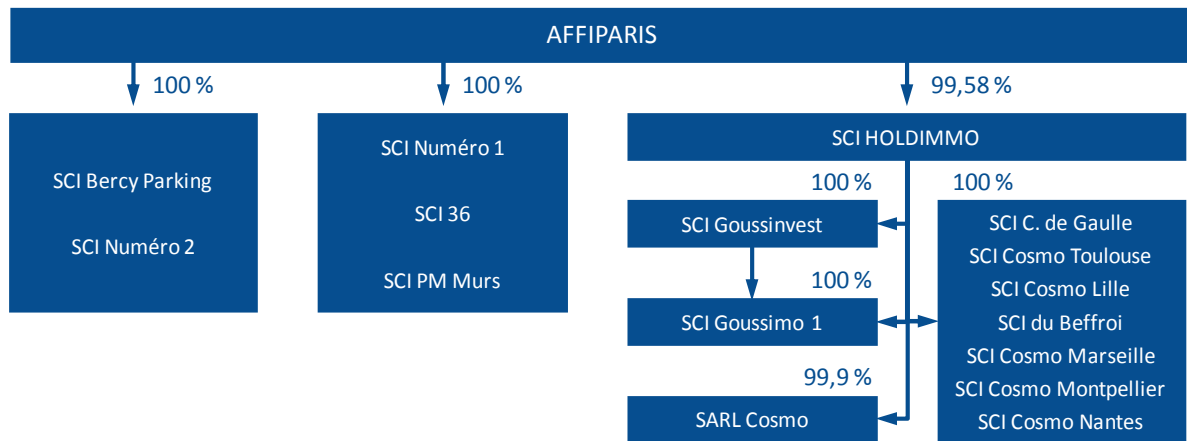 AFFIPARIS
100 %
100 %
99,58 %
SCI Bercy Parking
SCI Numéro 2
SCI Numéro 1
SCI 36
SCI PM Murs
SCI HOLDIMMO
100 %
100 %
SCI Goussinvest
100 %
SCI Goussimo 1
99,9 %
SARL Cosmo
SCI C. de Gaulle
SCI Cosmo Toulouse
SCI Cosmo Lille
SCI du Beffroi
SCI Cosmo Marseille
SCI Cosmo Montpellier
SCI Cosmo Nantes